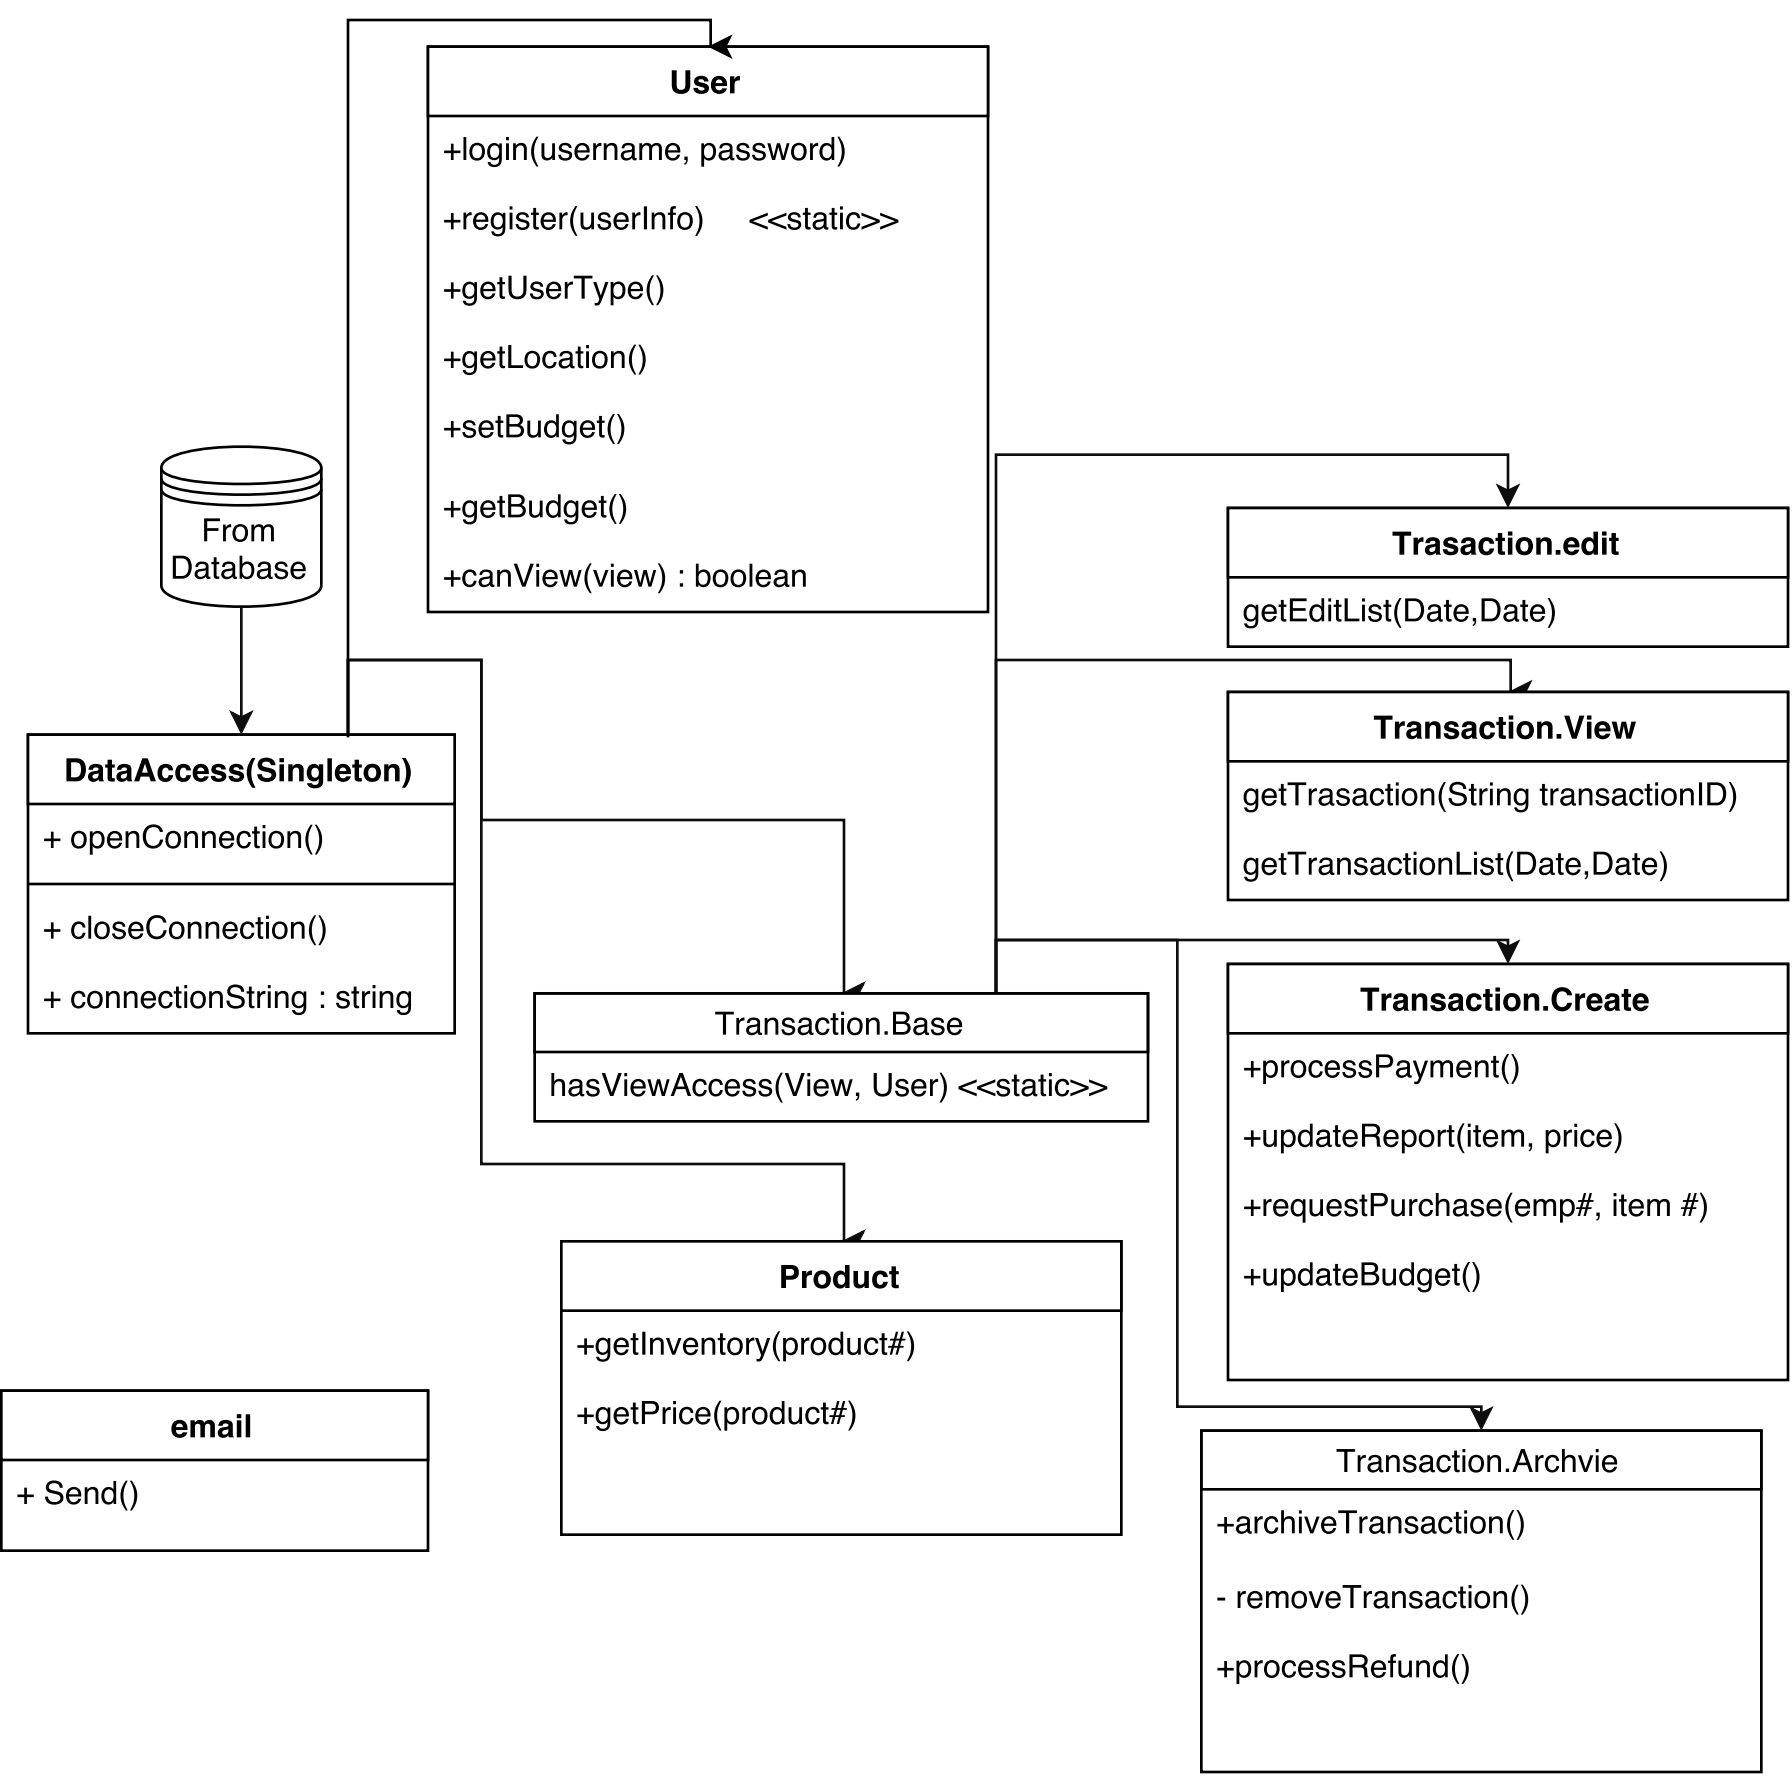 User
+login(username, password)
+register(userInfo) <<static>>
+getUserType()
+getLocation()
+setBudget()
+getBudget()
+canView(view) : boolean
From
Database
DataAccess(Singleton)
+ openConnection()
+ closeConnection()
+ connectionString : string
Trasaction.edit
getEditList(Date,Date)
Transaction.View
getTrasaction(String transactionID)
getTransactionList(Date,Date)
Transaction.Base
hasViewAccess(View, User) <<static>>
Transaction.Create
+processPayment()
+updateReport(item, price)
+requestPurchase(emp#, item #)
+updateBudget()
Product
+getInventory(product#)
+getPrice(product#)
email
+ Send()
Transaction.Archvie
+archiveTransaction()
- removeTransaction()
+processRefund()